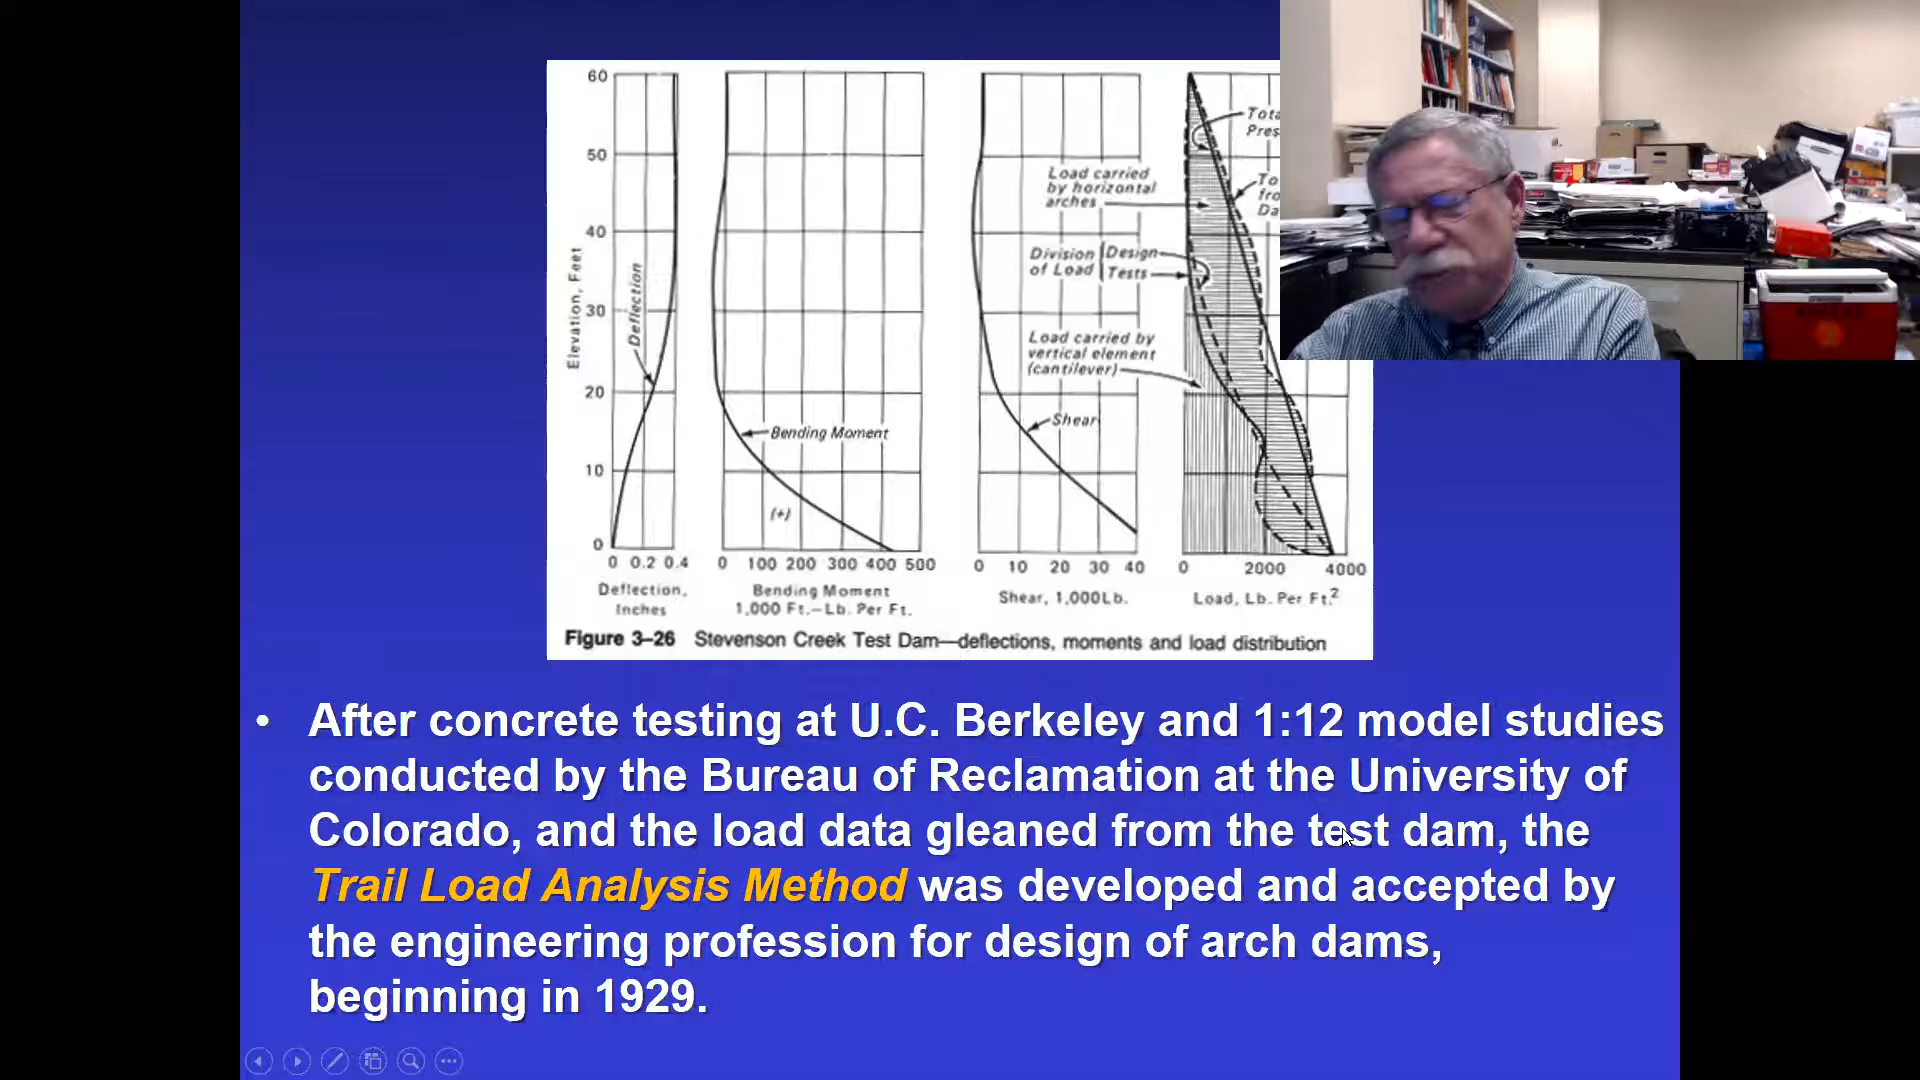 60
50
40
30
20
10
0
Elevation, Feet
Deflection
0 0.2 0.4
Deflection,
Inches
Bending Moment
(+)
0 100 200 300 400 500
Bending Moment
1,000 Ft.-Lb. Per Ft.
Shear
0 10 20 30 40
Shear, 1,000Lb.
Load carried
by horizontal
arches
Division
of Load
Design
Tests
Load carried by
vertical element
(cantilever)
0 2000 4000
Load, Lb. Per Ft.2
Figure 3-26 Stevenson Creek Test Dam—deflections, moments and load distribution
• After concrete testing at U.C. Berkeley and 1:12 model studies
conducted by the Bureau of Reclamation at the University of
Colorado, and the load data gleaned from the test dam, the
Trail Load Analysis Method was developed and accepted by
the engineering profession for design of arch dams,
beginning in 1929.